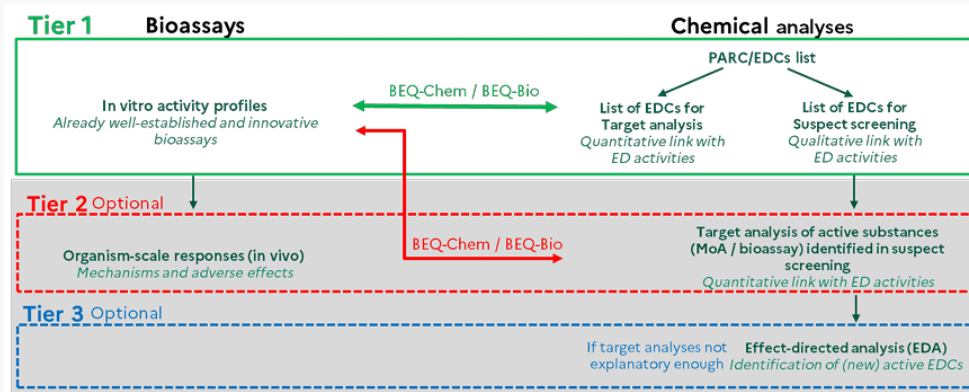 Tier 1
Bioassays
Chemical analyses
PARC/EDCs list
BEQ-Chem / BEQ-Bio
In vitro activity profiles
Already well-established and innovative
bioassays
List of EDCs for
Target analysis
Quantitative link with
ED activities
List of EDCs for
Suspect screening
Qualitative link with
ED activities
Tier 2 Optional
Organism-scale responses (in vivo)
Mechanisms and adverse effects
BEQ-Chem / BEQ-Bio
Target analysis of active substances
(MoA / bioassay) identified in suspect
screening
Quantitative link with ED activities
Tier 3 Optional
If target analyses not
explanatory enough
Effect-directed analysis (EDA)
Identification of (new) active EDCs